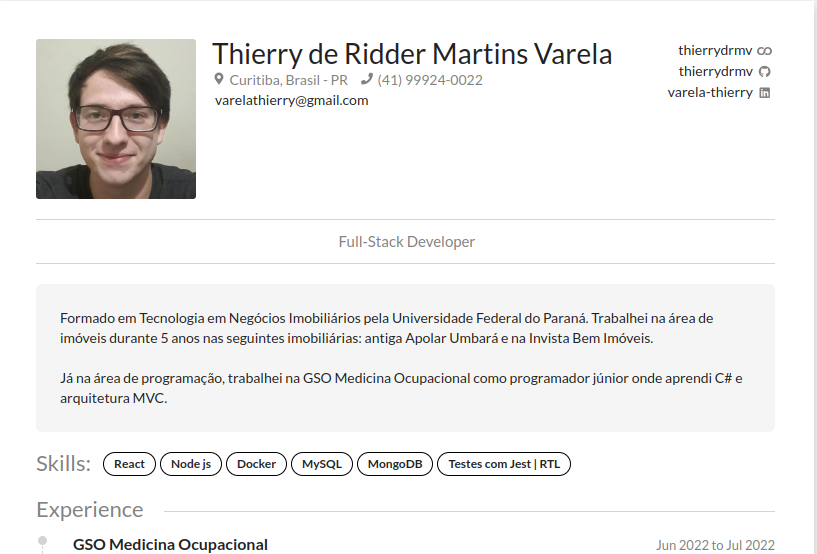 Thierry de Ridder Martins Varela
Curitiba, Brasil - PR (41) 99924-0022
varelathierry@gmail.com
thierrydrmv
thierrydrmv
varela-thierry
Full-Stack Developer
Formado em Tecnologia em Negócios Imobiliários pela Universidade Federal do Paraná. Trabalhei na área de
imóveis durante 5 anos nas seguintes imobiliárias: antiga Apolar Umbará e na Invista Bem Imóveis.
Já na área de programação, trabalhei na GSO Medicina Ocupacional como programador júnior onde aprendi C# e
arquitetura MVC.
Skills: React Node js Docker MySQL MongoDB Testes com Jest | RTL
Experience
GSO Medicina Ocupacional Jun 2022 to Jul 2022